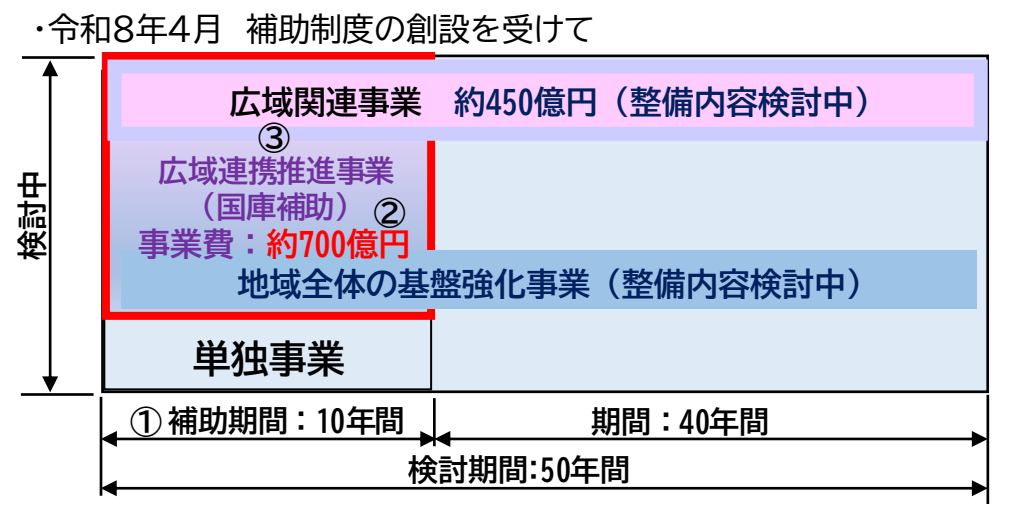 ・令和8年4月 補助制度の創設を受けて
広域関連事業 約450億円（整備内容検討中）
③
広域連携推進事業
（国庫補助） ②
事業費：約700億円
地域全体の基盤強化事業（整備内容検討中）
検討中
単独事業
①補助期間：10年間
期間：40年間
検討期間:50年間